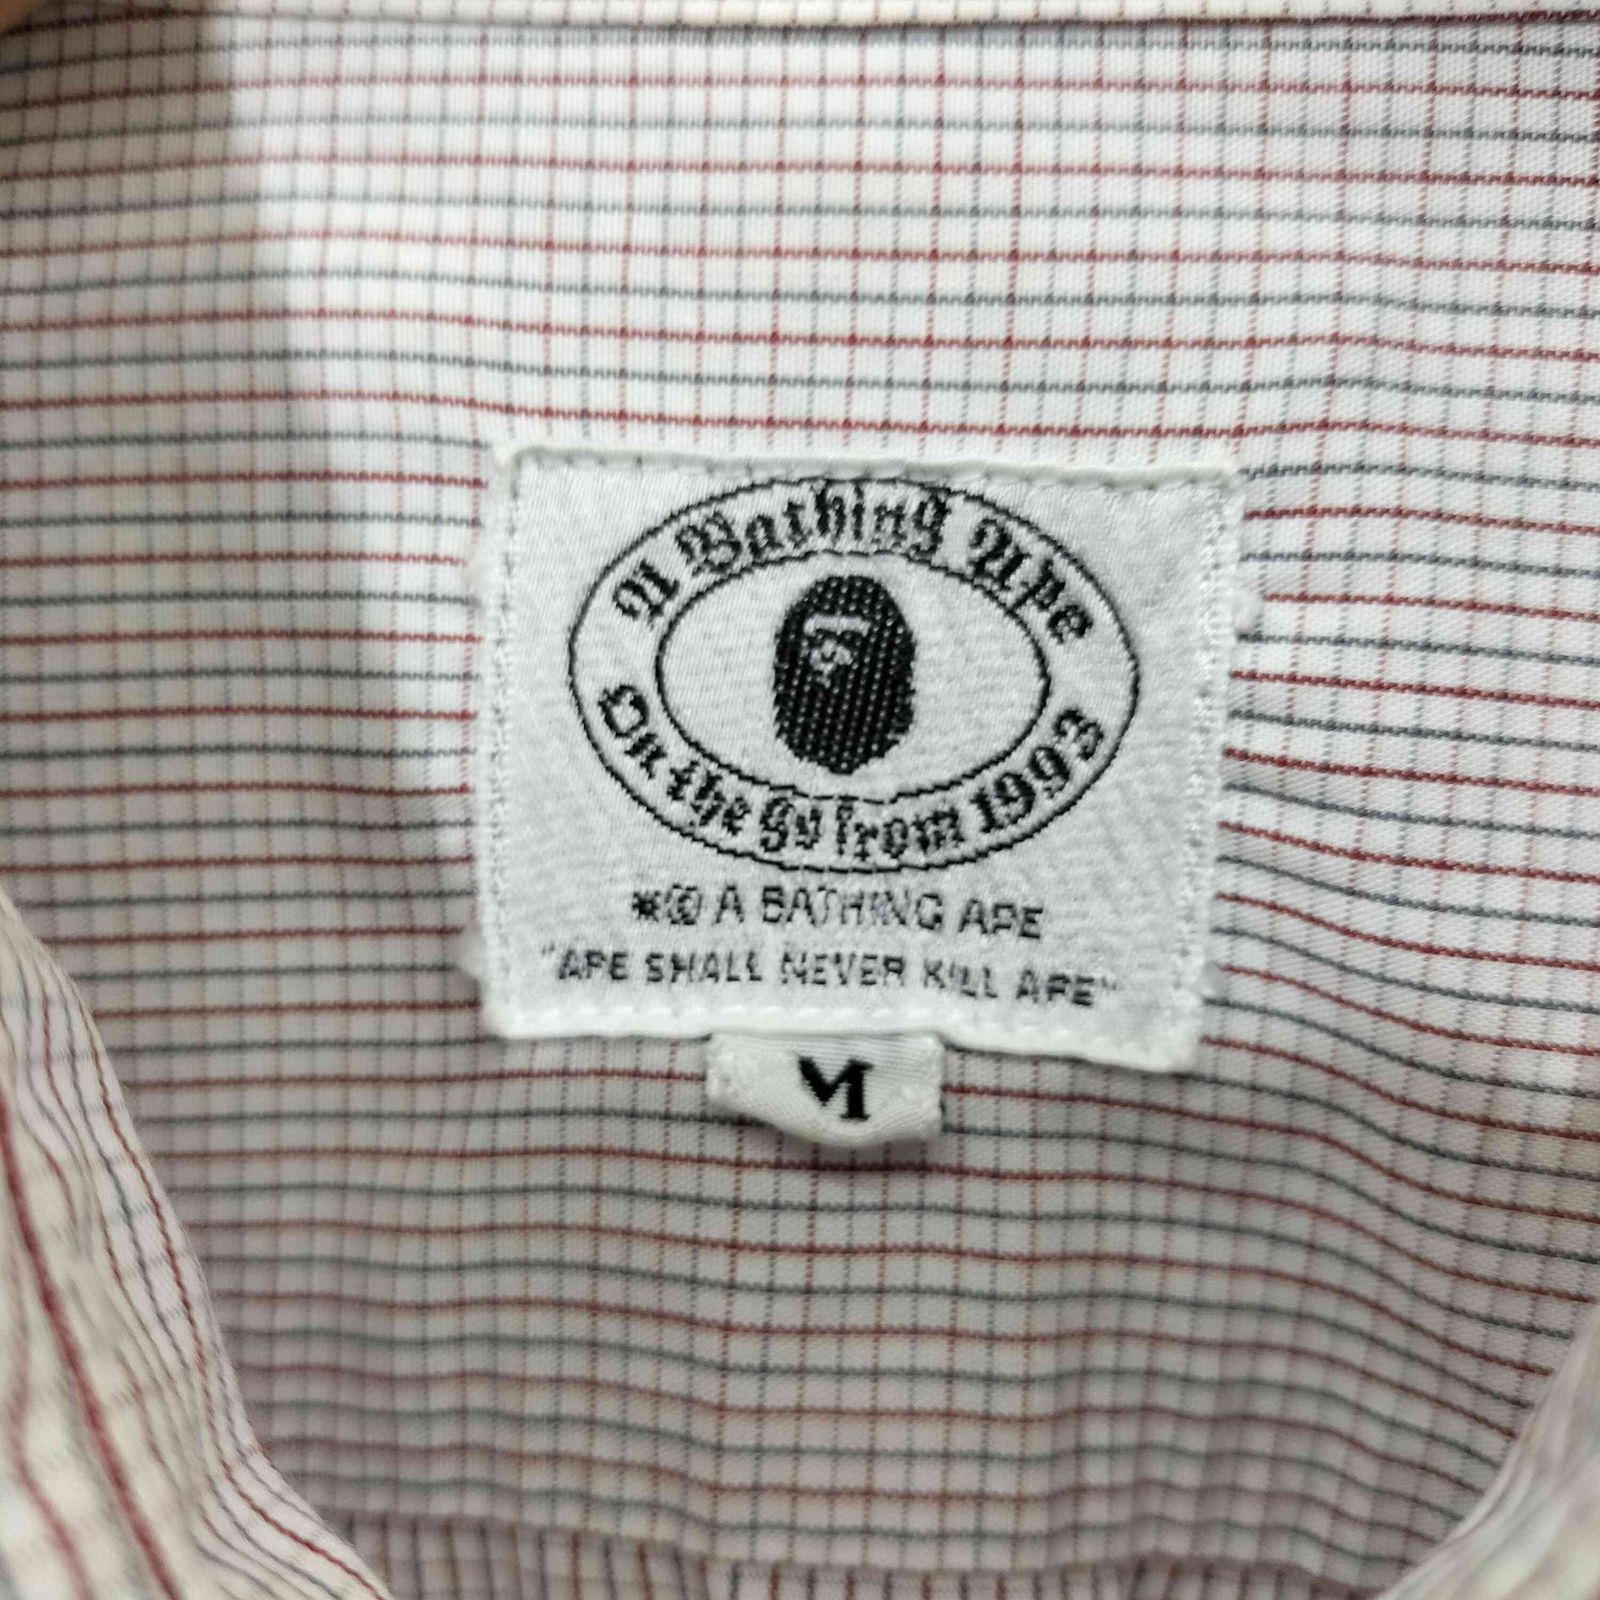 A Bathing Ape
On the go from 1993
*© A BATHING APE
"APE SHALL NEVER KILL APE"
M